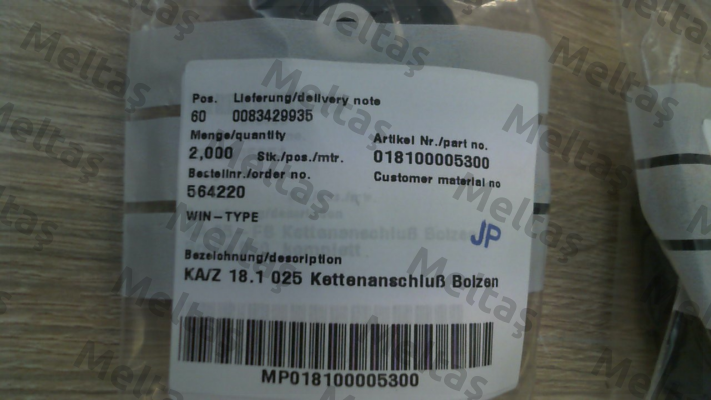 Pos. Lieferung/delivery note
60 0083429935
Menge/quantity
2,000 Stk./pos./mtr.
Artikel Nr./part no.
018100005300
Bestellnr./order no.
564220
Customer material no
WIN-TYPE
JP
Bezeichnung/desoription
KA/Z 18.1 025 Kettenanschluß Bolzen
MP018100005300
Meltaş